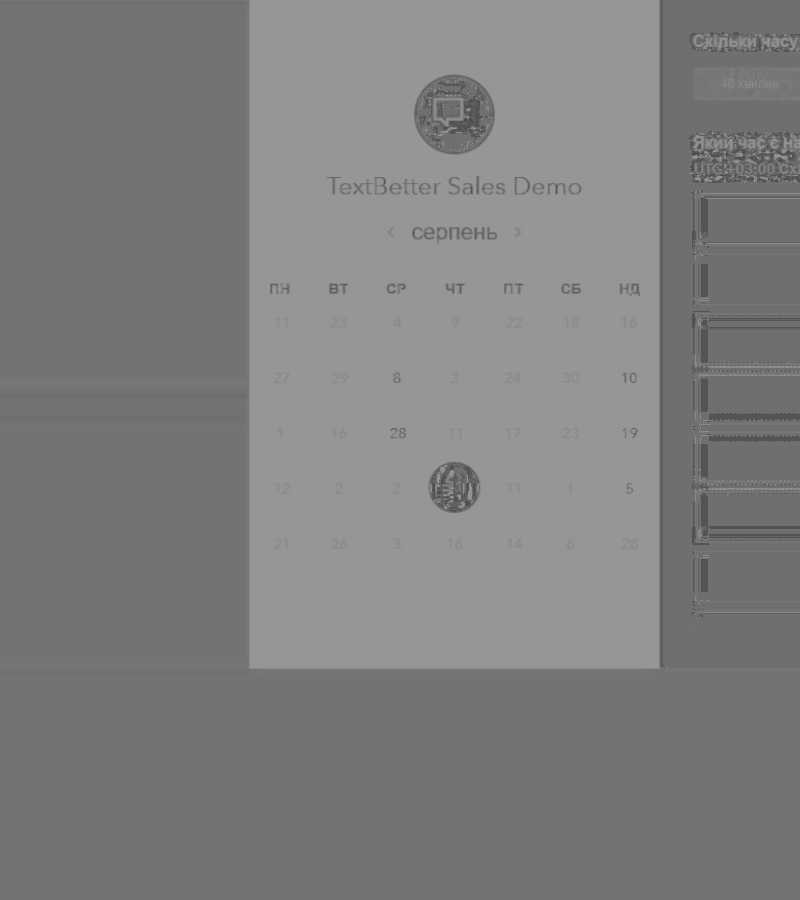 TextBetter Sales Demo
< серпень >
ПН ВТ СР ЧТ ПТ СБ НД
11 23 4 9 22 18 16
27 29 8 2 24 30 10
1 16 28 11 17 23 19
12 2 2 11 1 5
21 26 3 16 14 6 28
Скільки часу
40 хвилин
Який час є на
UTC +03:00 Схі